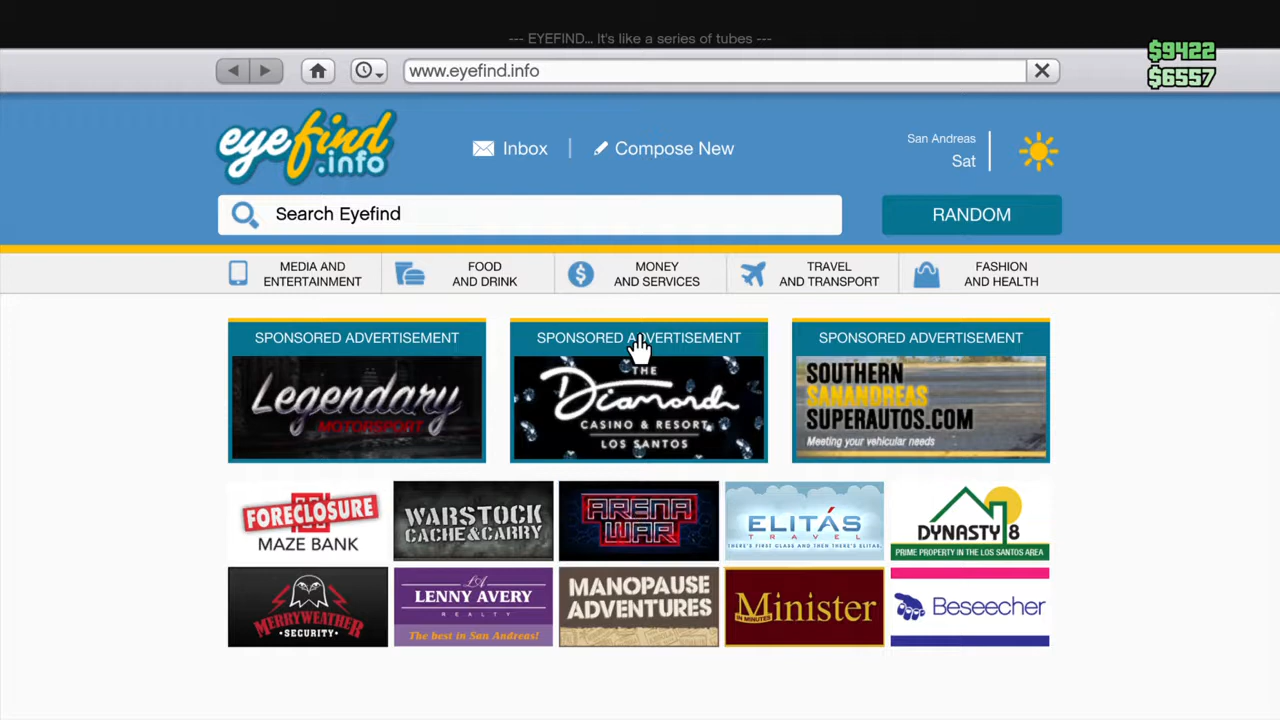 --- EYEFIND... It's like a series of tubes ---
$9422
$6557
www.eyefind.info
eyefind
.info
Inbox
Compose New
San Andreas
Sat
Search Eyefind
RANDOM
MEDIA AND
ENTERTAINMENT
FOOD
AND DRINK
MONEY
AND SERVICES
TRAVEL
AND TRANSPORT
FASHION
AND HEALTH
SPONSORED ADVERTISEMENT
Legendary
MOTORSPORT
SPONSORED ADVERTISEMENT
THE
Diamond
CASINO & RESORT
LOS SANTOS
SPONSORED ADVERTISEMENT
SOUTHERN
SANANDREAS
SUPERAUTOS.COM
Meeting your vehicular needs
FORECLOSURE
MAZE BANK
WARSTOCK
CACHE & CARRY
ARENA
WAR
ELITÁS
TRAVEL
THERE'S FIRST CLASS AND THEN THERE'S ELITAS.
DYNASTY 8
PRIME PROPERTY IN THE LOS SANTOS AREA
MERRYWEATHER
SECURITY
LA
LENNY AVERY
REALTY
The best in San Andreas!
MANOPAUSE
ADVENTURES
Minister
IN MINUTES
Beseecher